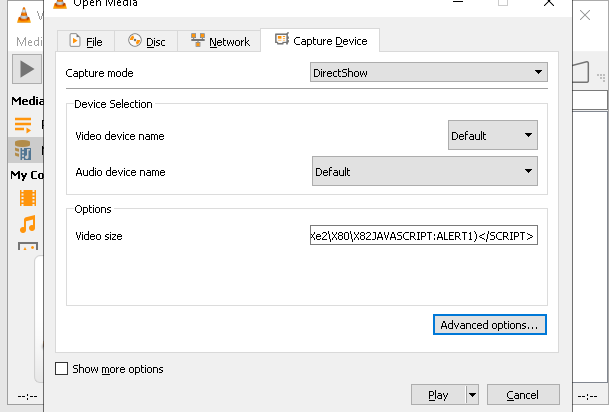 Open Media
Medi
File
Disc
Network
Capture Device
Capture mode
DirectShow
Media
Device Selection
Video device name
Default
Audio device name
Default
My Co
Options
Video size
Xe2\X80\X82JAVASCRIPT:ALERT1)</SCRIPT>
Advanced options...
Show more options
Play
Cancel
--:--
--:--